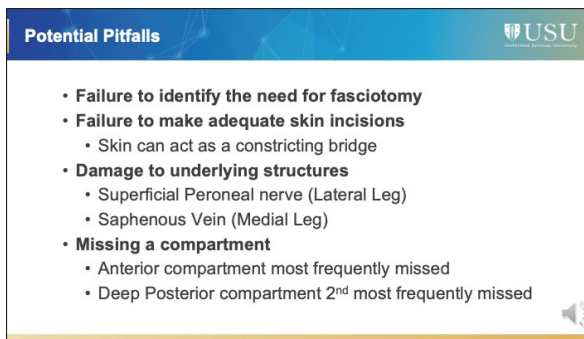 Potential Pitfalls
USU
Uniformed Services University
• Failure to identify the need for fasciotomy
• Failure to make adequate skin incisions
• Skin can act as a constricting bridge
• Damage to underlying structures
• Superficial Peroneal nerve (Lateral Leg)
• Saphenous Vein (Medial Leg)
• Missing a compartment
• Anterior compartment most frequently missed
• Deep Posterior compartment 2nd most frequently missed